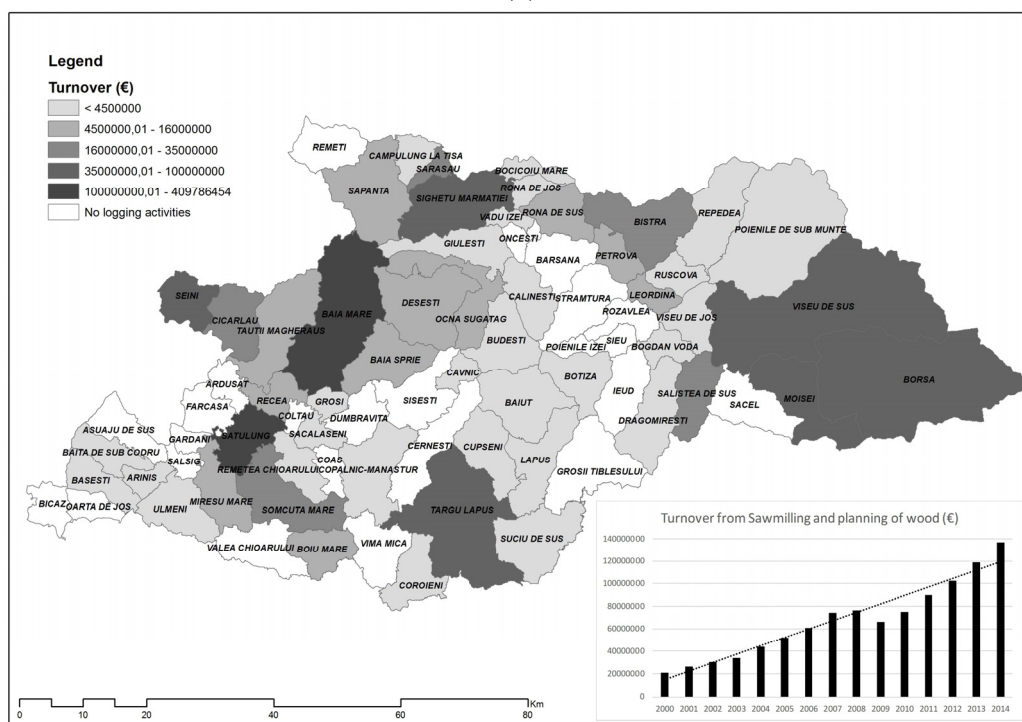 Legend
Turnover (€)
< 4500000
4500000,01 - 16000000
16000000,01 - 35000000
35000000,01 - 100000000
100000000,01 - 409786454
No logging activities
REMETI
CAMPULUNG LA TISA
SARASAU
BOCICOIU MARE
SAPANTA
SIGHETU MARMATIEI
RONA DE JOS
VADU IZEI
RONA DE SUS
BISTRA
REPEDEA
POIENILE DE SUB MUNTE
GIULESTI
ONCESTI
BARSANA
PETROVA
RUSCOVA
SEINI
CICARLAU
TAUTII MAGHERAUS
BAIA MARE
DESESTI
OCNA SUGATAG
CALINESTI
STRAMTURA
LEORDINA
ROZAVLEA
VISEU DE JOS
VISEU DE SUS
BUDESTI
POIENILE IZEI
SIEU
BOGDAN VODA
BAIA SPRIE
CAVNIC
BOTIZA
IEUD
SALISTEA DE SUS
SACEL
MOISEI
BORSA
ARDUSAT
FARCASA
RECEA
GROSI
COLTAU
DUMBRAVITA
SISESTI
BAIUT
DRAGOMIRESTI
ASUAJU DE SUS
GARDANI
SATULUNG
SACALASENI
CERNESTI
CUPSENI
BAITA DE SUB CODRU
SALSIG
COAS
LAPUS
BASESTI
ARINIS
REMETEA CHIOARULUI
COPALNIC-MANASTUR
GROSII TIBLESULUI
BICAZ
OARTA DE JOS
ULMENI
MIRESU MARE
SOMCUTA MARE
TARGU LAPUS
VALEA CHIOARULUI
BOIU MARE
VIMA MICA
SUCIU DE SUS
COROIENI
Turnover from Sawmilling and planning of wood (€)
140000000
120000000
100000000
80000000
60000000
40000000
20000000
0
2000 2001 2002 2003 2004 2005 2006 2007 2008 2009 2010 2011 2012 2013 2014
0 10 20 40 60 80 Km